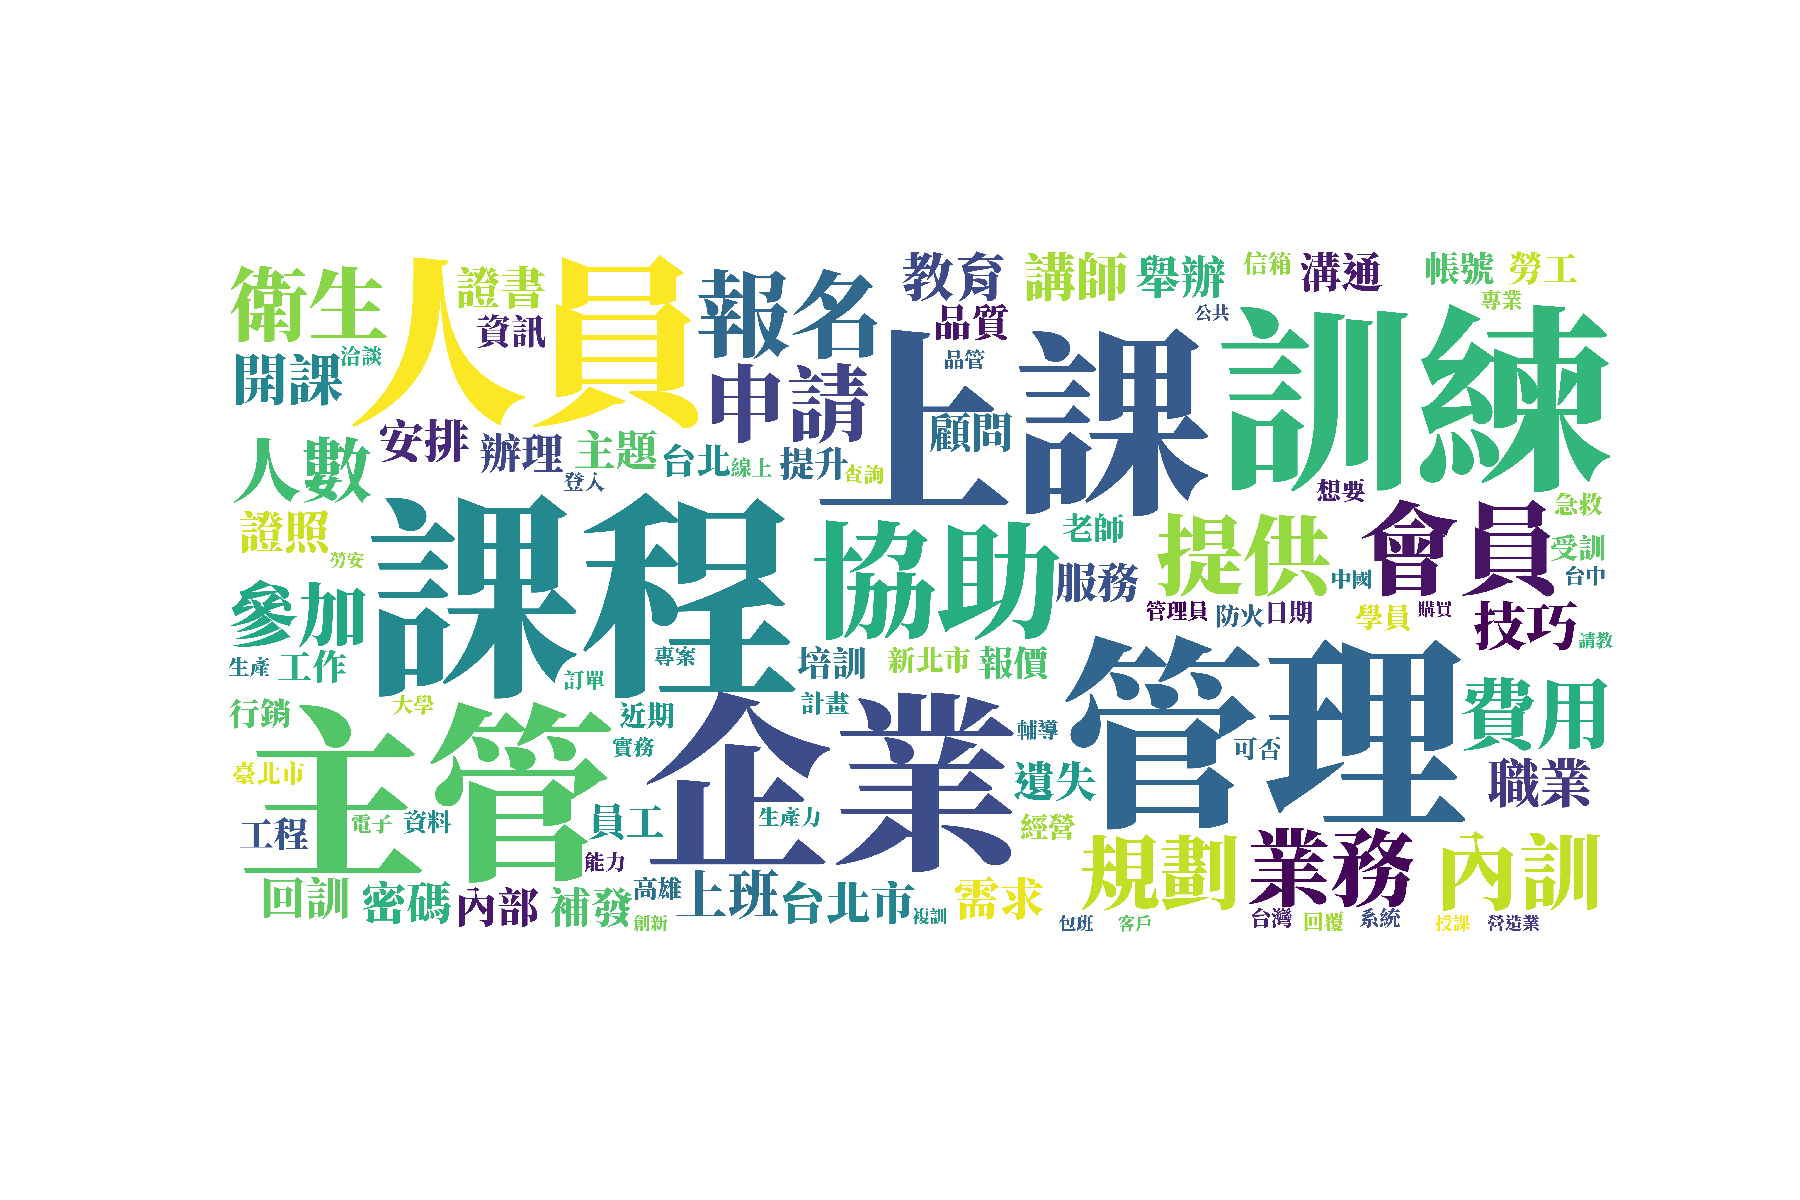 衛生
人員
證書
報名
教育
講師
舉辦
信箱
溝通
帳號
勞工
專業
資訊
品質
公共
開課
洽談
申請
品管
上課
訓練
顧問
人數
安排
辦理
主題
台北
線上
提升
查詢
登入
想要
急救
證照
勞安
課程
協助
老師
提供
會員
受訓
台中
中國
服務
參加
管理員
防火
日期
學員
購買
技巧
請教
生產
工作
訂單
專案
培訓
新北市
報價
管理
行銷
大學
主管
近期
實務
企業
計畫
輔導
可否
費用
臺北市
遺失
職業
工程
電子
資料
員工
生產力
經營
能力
規劃
業務
內訓
回訓
密碼
內部
補發
高雄
創新
上班
台北市
複訓
需求
包班
客戶
台灣
回覆
系統
授課
營造業